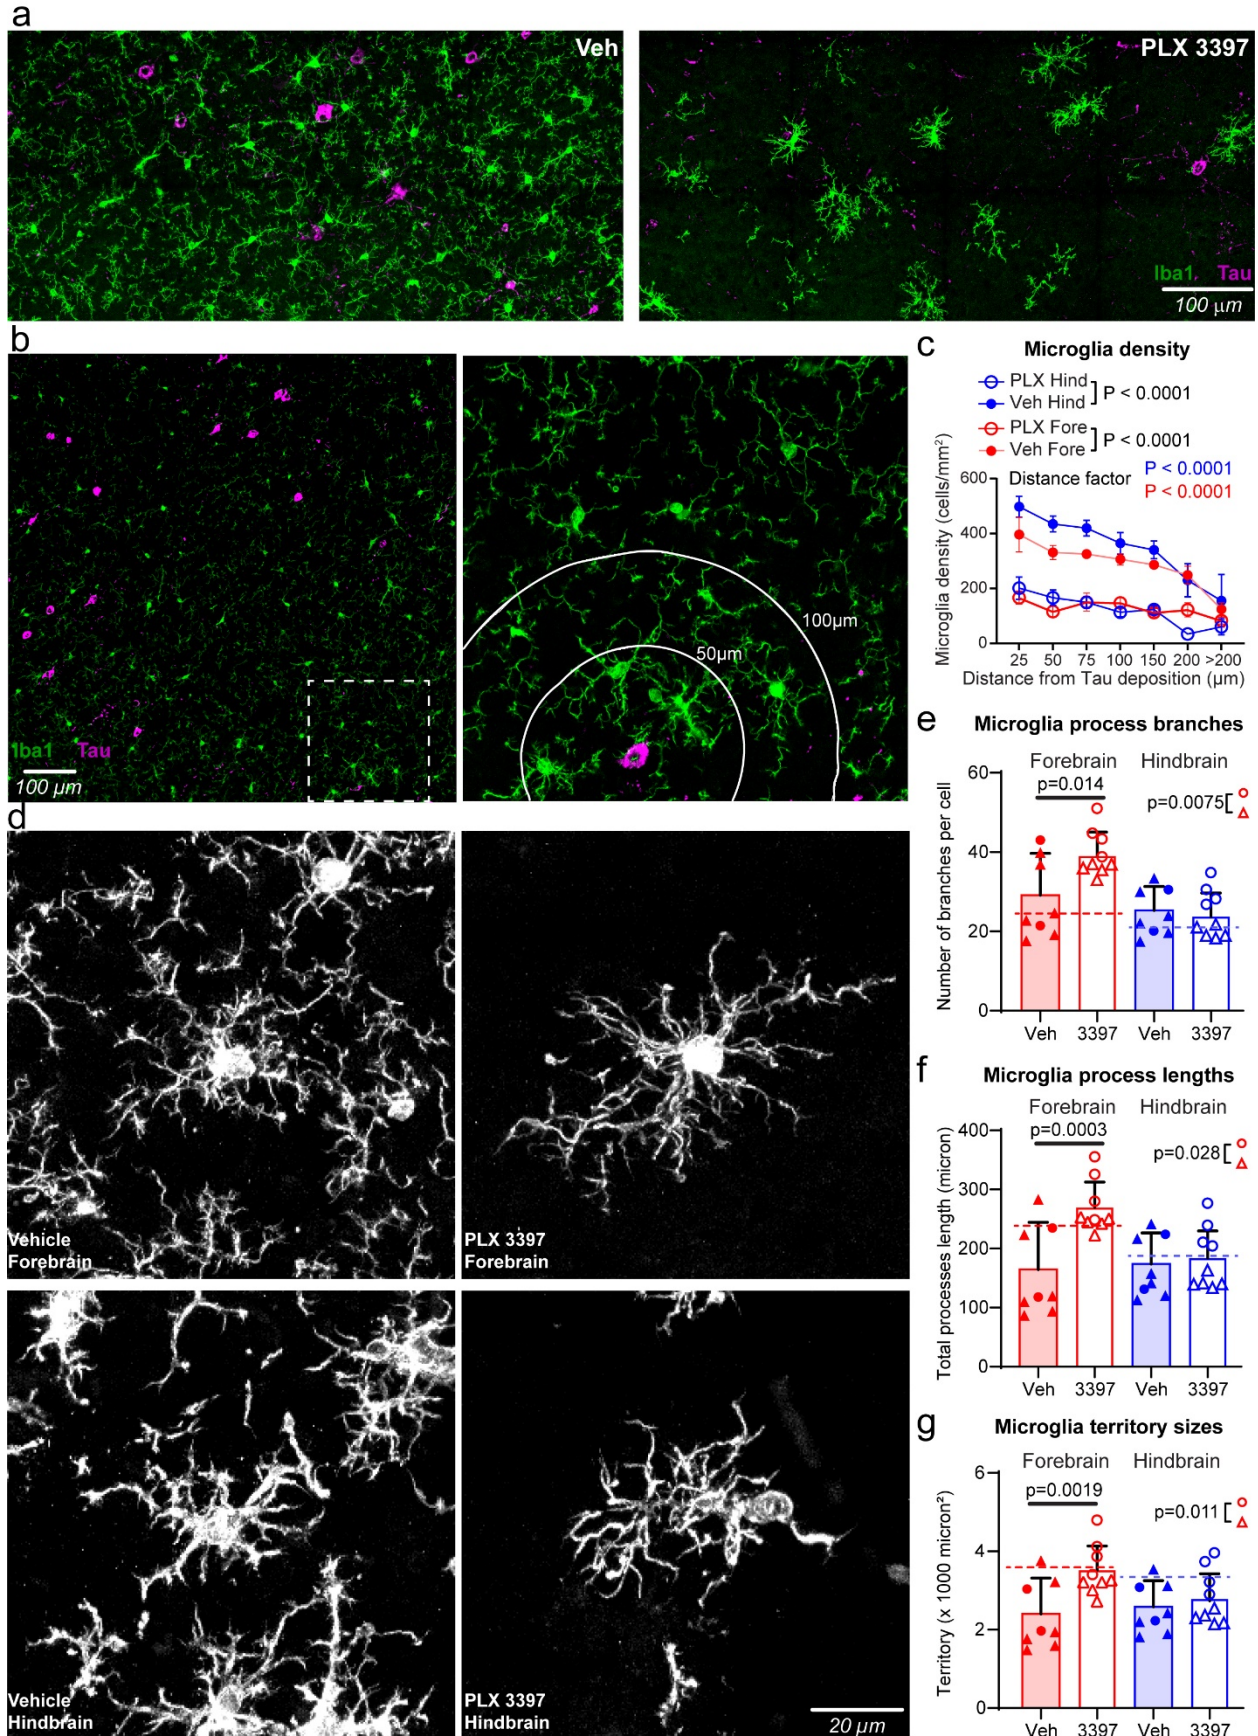 a
Veh
PLX 3397
Iba1 Tau
100 µm
b
Iba1 Tau
100 µm
100µm
50µm
c
Microglia density
PLX Hind
Veh Hind
P < 0.0001
PLX Fore
Veh Fore
P < 0.0001
Distance factor
P < 0.0001
P < 0.0001
Microglia density (cells/mm²)
600
400
200
0
25 50 75 100 150 200 >200
Distance from Tau deposition (µm)
d
Vehicle
Forebrain
PLX 3397
Forebrain
Vehicle
Hindbrain
PLX 3397
Hindbrain
20 µm
e
Microglia process branches
Forebrain Hindbrain
p=0.014
p=0.0075
Number of branches per cell
60
40
20
0
Veh 3397 Veh 3397
f
Microglia process lengths
Forebrain Hindbrain
p=0.0003
p=0.028
Total processes length (micron)
400
300
200
100
0
Veh 3397 Veh 3397
g
Microglia territory sizes
Forebrain Hindbrain
p=0.0019
p=0.011
Territory (x 1000 micron²)
6
4
2
0
Veh 3397 Veh 3397